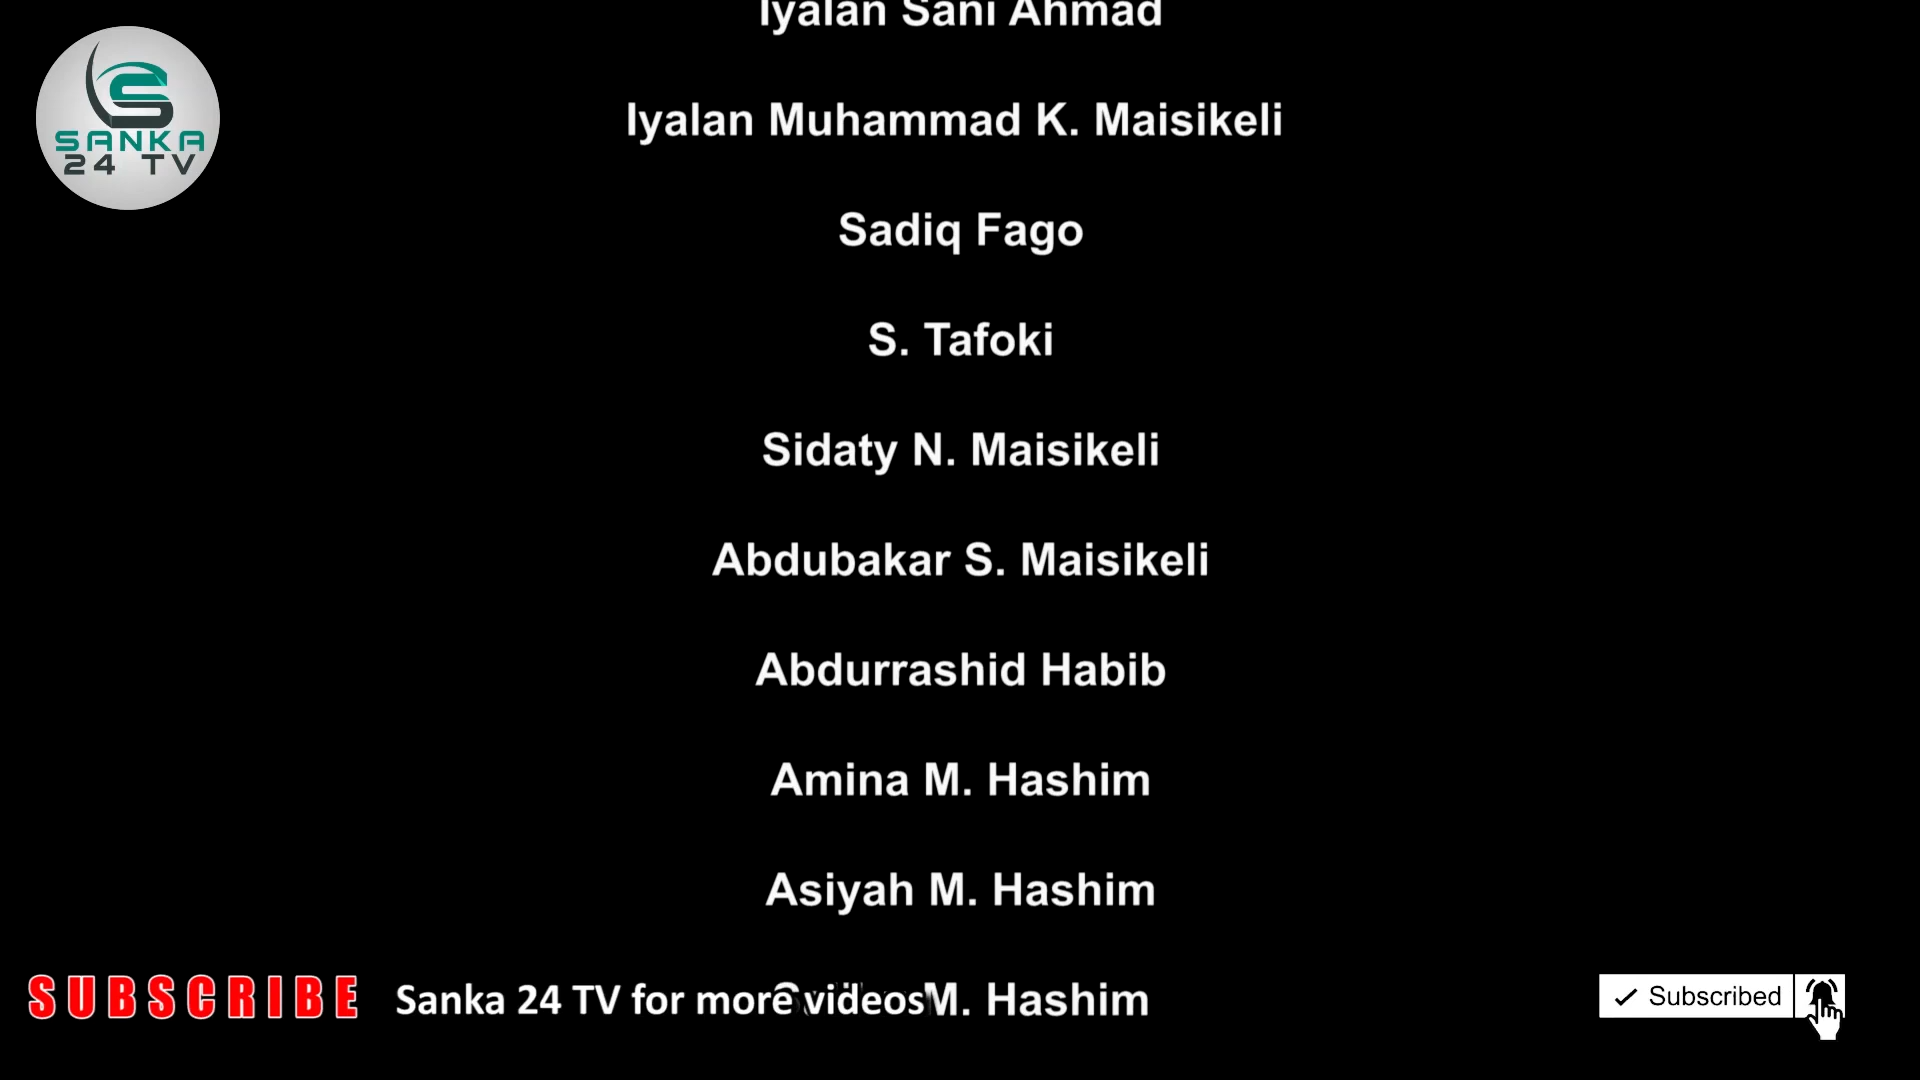 Iyalan Sani Ahmad
SANKA
24 TV
Iyalan Muhammad K. Maisikeli
Sadiq Fago
S. Tafoki
Sidaty N. Maisikeli
Abdubakar S. Maisikeli
Abdurrashid Habib
Amina M. Hashim
Asiyah M. Hashim
SUBSCRIBE
Sanka 24 TV for more videos
M. Hashim
Subscribed